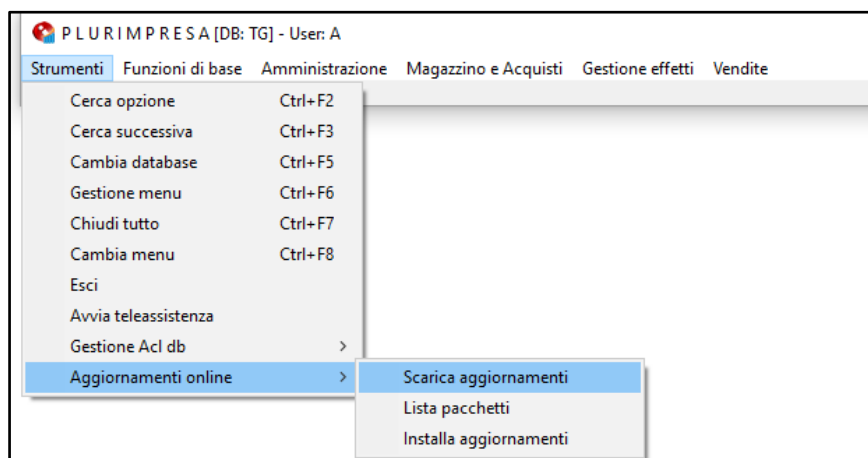 P L U R I M P R E S A [DB: TG] - User: A
Strumenti Funzioni di base Amministrazione Magazzino e Acquisti Gestione effetti Vendite
Cerca opzione Ctrl+F2
Cerca successiva Ctrl+F3
Cambia database Ctrl+F5
Gestione menu Ctrl+F6
Chiudi tutto Ctrl+F7
Cambia menu Ctrl+F8
Esci
Avvia teleassistenza
Gestione Acl db
Aggiornamenti online Scarica aggiornamenti
Lista pacchetti
Installa aggiornamenti